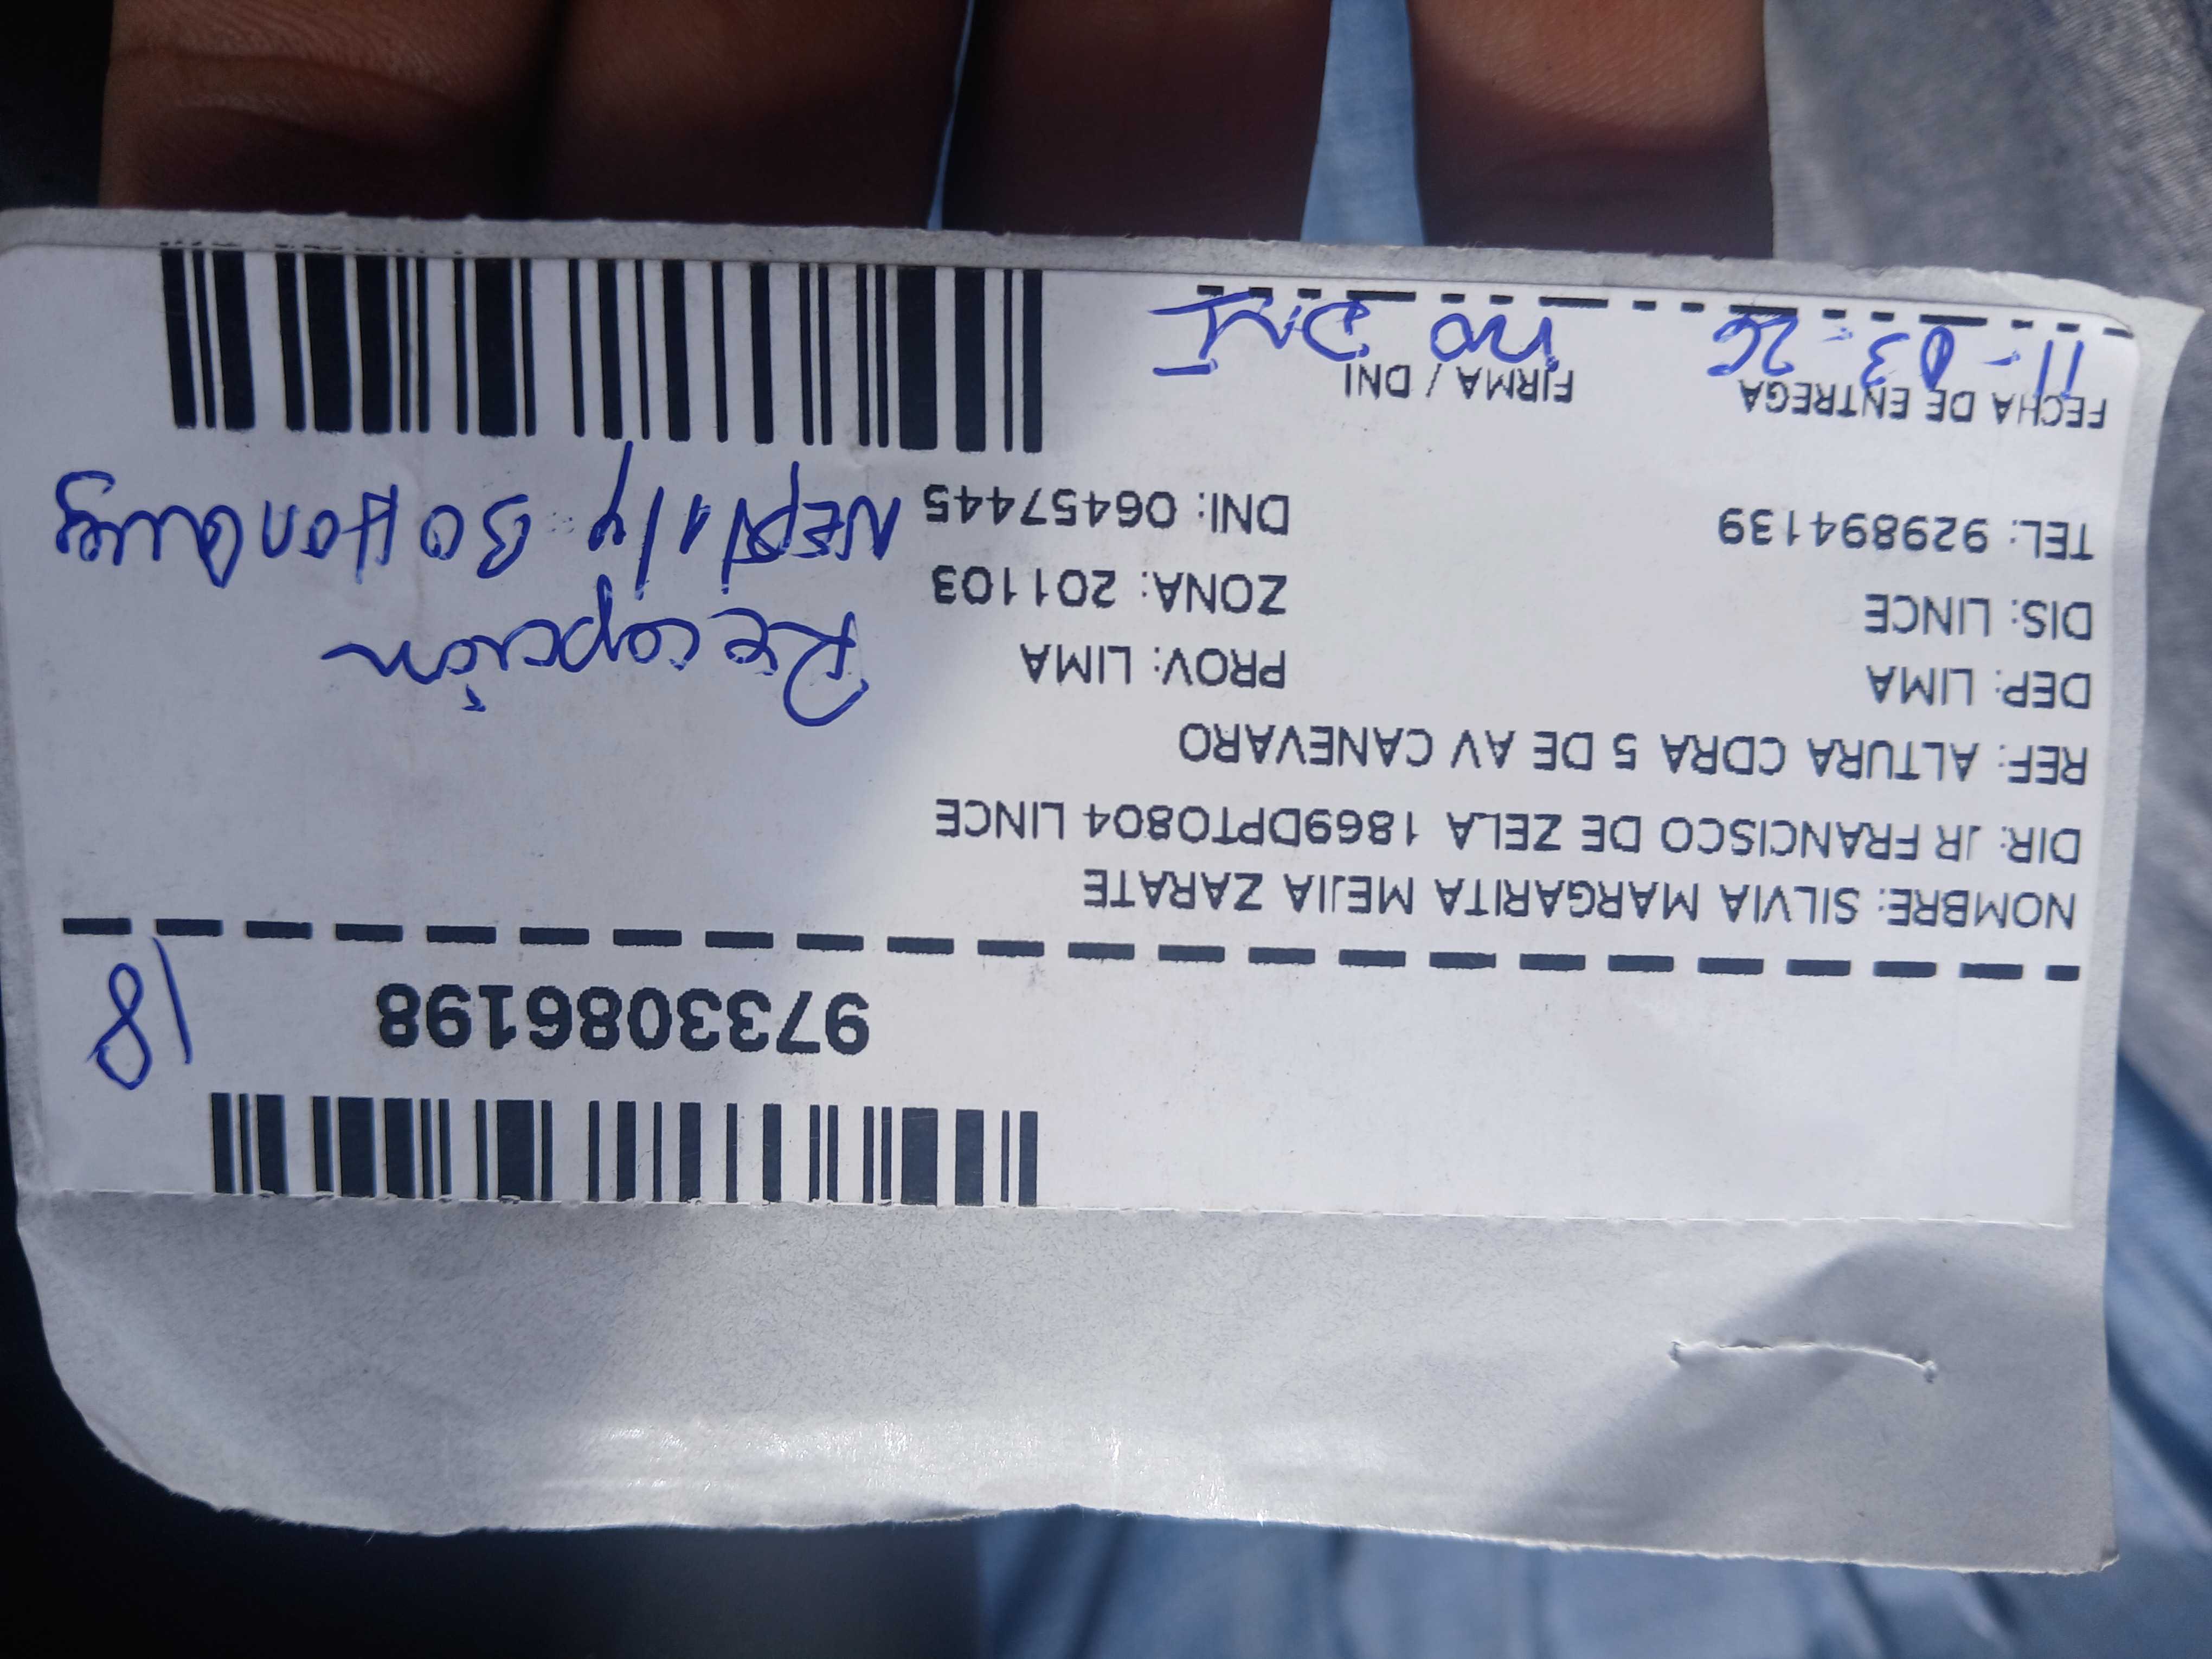 9733086198
18
NOMBRE: SILVIA MARGARITA MEJIA ZARATE
DIR: JR FRANCISCO DE ZELA 1869DPTO804 LINCE
REF: ALTURA CDRA 5 DE AV CANEVARO
DEP: LIMA PROV: LIMA
Recepción
DIS: LINCE ZONA: 201103
TEL: 929894139 DNI: 06457445
FECHA DE ENTREGA FIRMA / DNI
11-03-26 no DNI